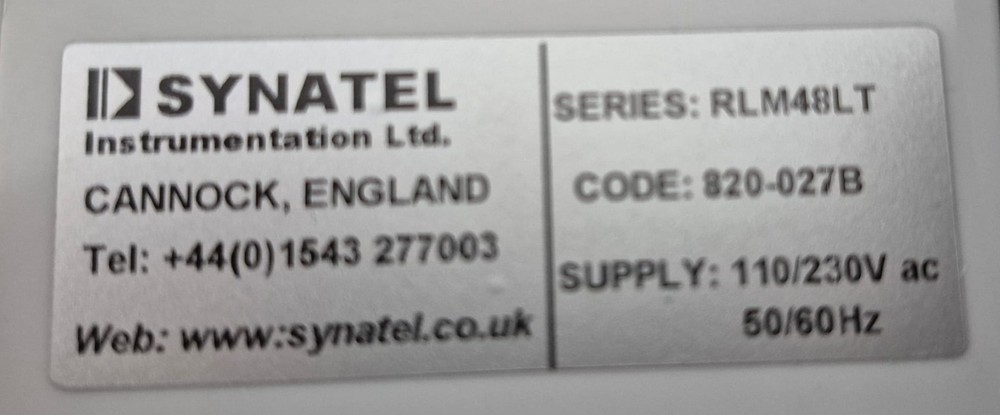 SYNATEL
Instrumentation Ltd.
CANNOCK, ENGLAND
Tel: +44(0)1543 277003
Web: www.synatel.co.uk
SERIES: RLM48LT
CODE: 820-027B
SUPPLY: 110/230V ac
50/60Hz